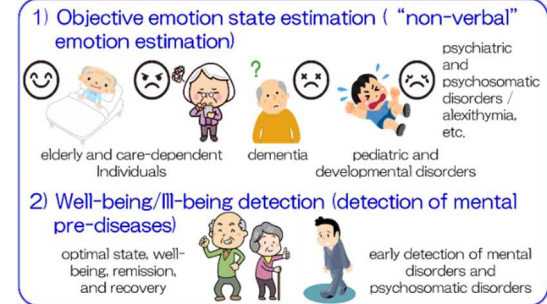 1) Objective emotion state estimation ( “non-verbal”
emotion estimation)
psychiatric
and
psychosomatic
disorders /
alexithymia,
etc.
?
elderly and care-dependent
Individuals
dementia
pediatric and
developmental disorders
2) Well-being/Ill-being detection (detection of mental
pre-diseases)
optimal state, well-
being, remission,
and recovery
early detection of mental
disorders and
psychosomatic disorders